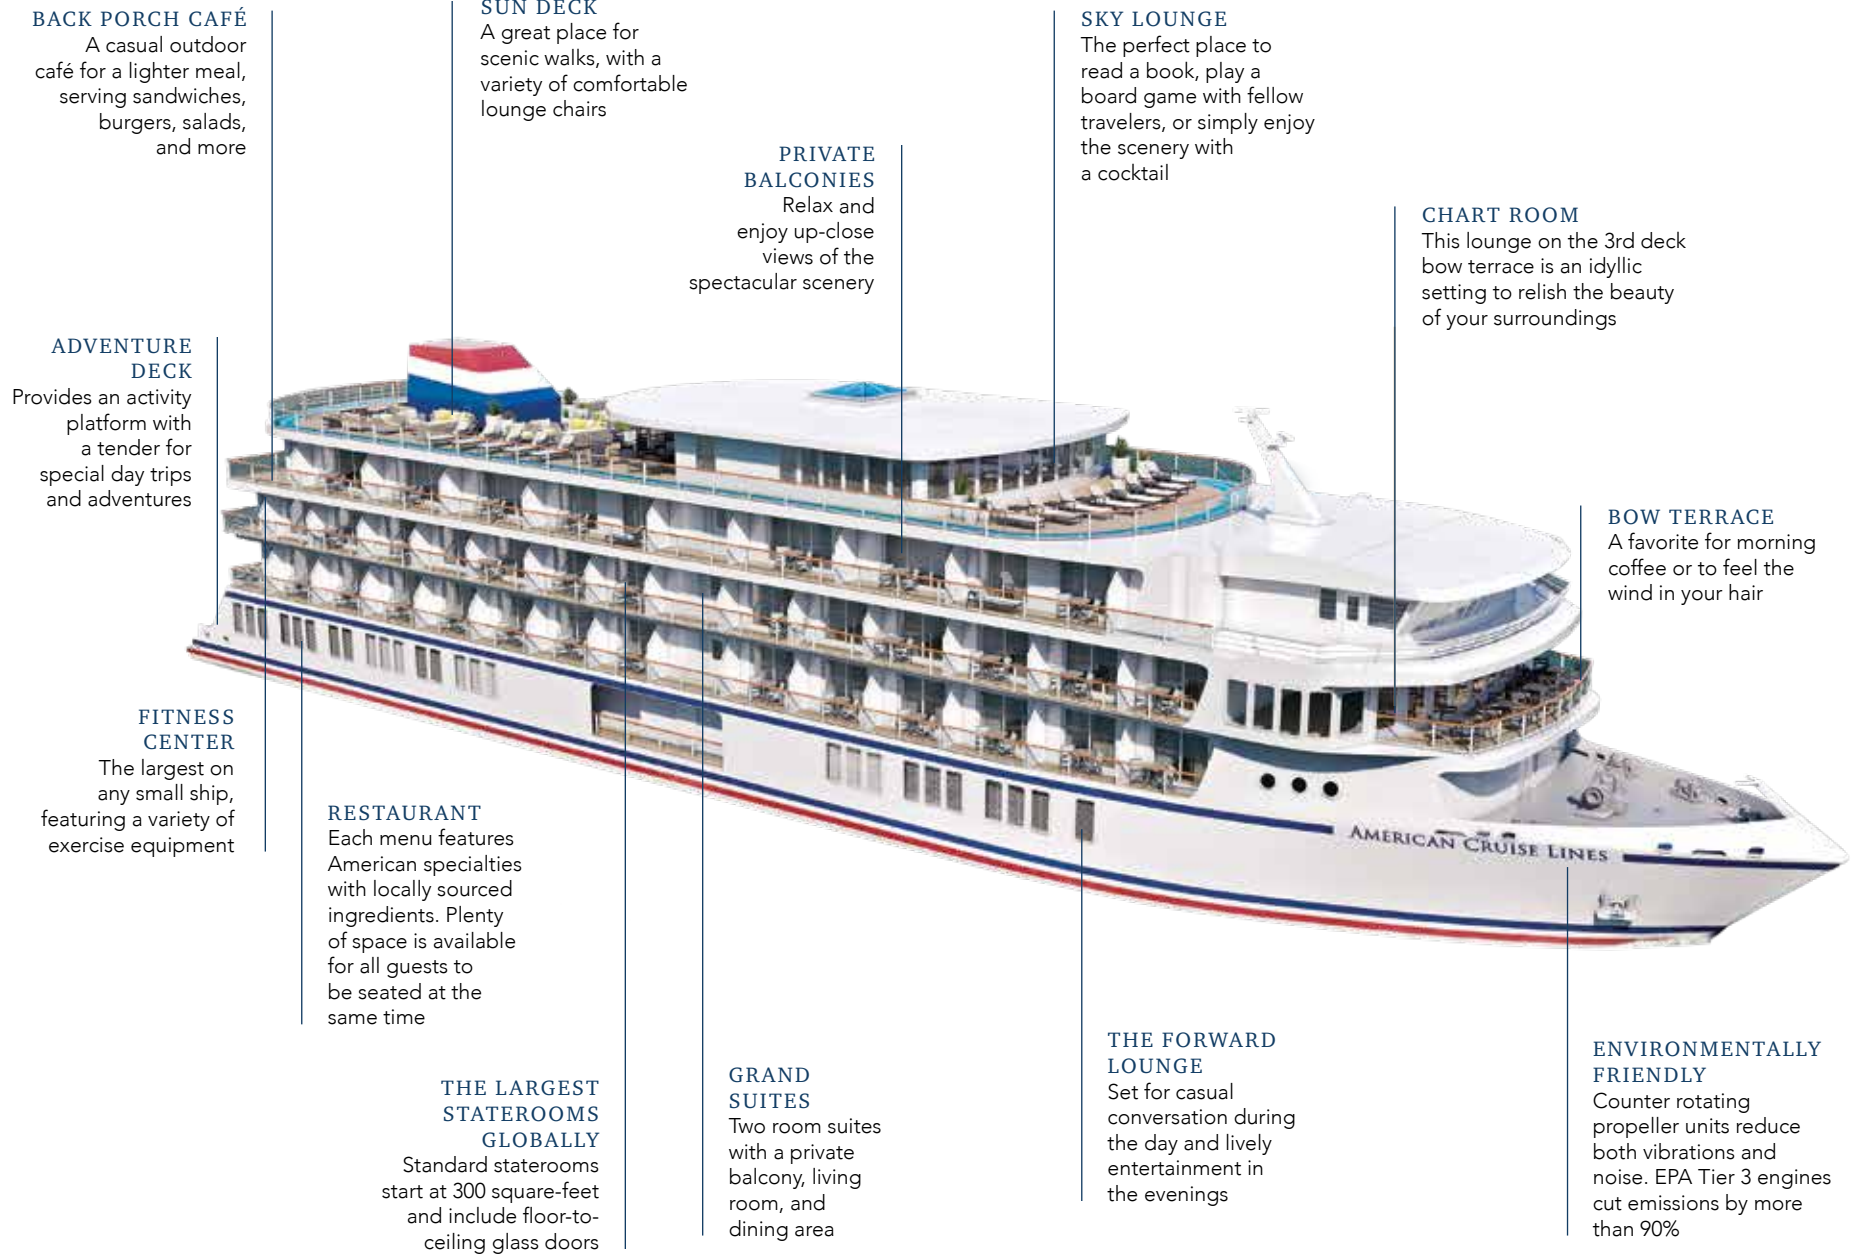 BACK PORCH CAFÉ
A casual outdoor
café for a lighter meal,
serving sandwiches,
burgers, salads,
and more
SUN DECK
A great place for
scenic walks, with a
variety of comfortable
lounge chairs
PRIVATE
BALCONIES
Relax and
enjoy up-close
views of the
spectacular scenery
SKY LOUNGE
The perfect place to
read a book, play a
board game with fellow
travelers, or simply enjoy
the scenery with
a cocktail
CHART ROOM
This lounge on the 3rd deck
bow terrace is an idyllic
setting to relish the beauty
of your surroundings
ADVENTURE
DECK
Provides an activity
platform with
a tender for
special day trips
and adventures
BOW TERRACE
A favorite for morning
coffee or to feel the
wind in your hair
FITNESS
CENTER
The largest on
any small ship,
featuring a variety of
exercise equipment
RESTAURANT
Each menu features
American specialties
with locally sourced
ingredients. Plenty
of space is available
for all guests to
be seated at the
same time
AMERICAN CRUISE LINES
THE LARGEST
STATEROOMS
GLOBALLY
Standard staterooms
start at 300 square-feet
and include floor-to-
ceiling glass doors
GRAND
SUITES
Two room suites
with a private
balcony, living
room, and
dining area
THE FORWARD
LOUNGE
Set for casual
conversation during
the day and lively
entertainment in
the evenings
ENVIRONMENTALLY
FRIENDLY
Counter rotating
propeller units reduce
both vibrations and
noise. EPA Tier 3 engines
cut emissions by more
than 90%